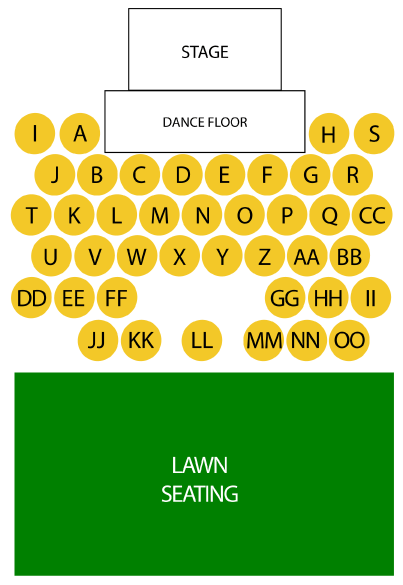 STAGE
DANCE FLOOR
I A H S
J B C D E F G R
T K L M N O P Q CC
U V W X Y Z AA BB
DD EE FF GG HH II
JJ KK LL MM NN OO
LAWN
SEATING